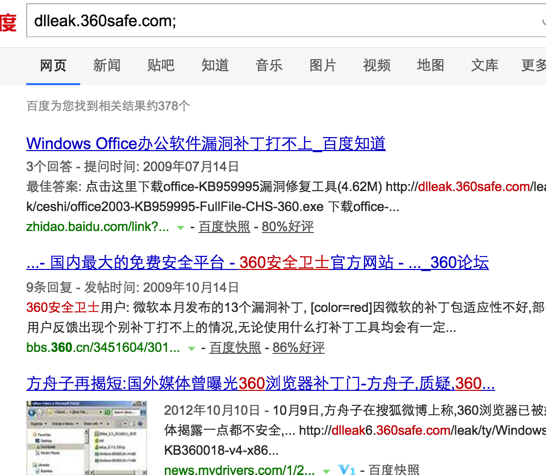 度 dlleak.360safe.com;
网页 新闻 贴吧 知道 音乐 图片 视频 地图 文库 更多
百度为您找到相关结果约378个
Windows Office办公软件漏洞补丁打不上_百度知道
3个回答 - 提问时间: 2009年07月14日
最佳答案: 点击这里下载office-KB959995漏洞修复工具(4.62M) http://dlleak.360safe.com/lea
k/ceshi/office2003-KB959995-FullFile-CHS-360.exe 下载office-...
zhidao.baidu.com/link?... - 百度快照 - 80%好评
...- 国内最大的免费安全平台 - 360安全卫士官方网站 - ..._360论坛
9条回复 - 发帖时间: 2009年10月14日
360安全卫士用户: 微软本月发布的13个漏洞补丁, [color=red]因微软的补丁包适应性不好,部
用户反馈出现个别补丁打不上的情况,无论使用什么打补丁工具均会有一定...
bbs.360.cn/3451604/301... - 百度快照 - 86%好评
方舟子再揭短:国外媒体曾曝光360浏览器补丁门-方舟子,质疑,360...
2012年10月10日 - 10月9日,方舟子在搜狐微博上称,360浏览器已被
体揭露一点都不安全,... http://dlleak6.360safe.com/leak/ty/Windows
KB360018-v4-x86...
news.mydrivers.com/1/2... V1 - 百度快照